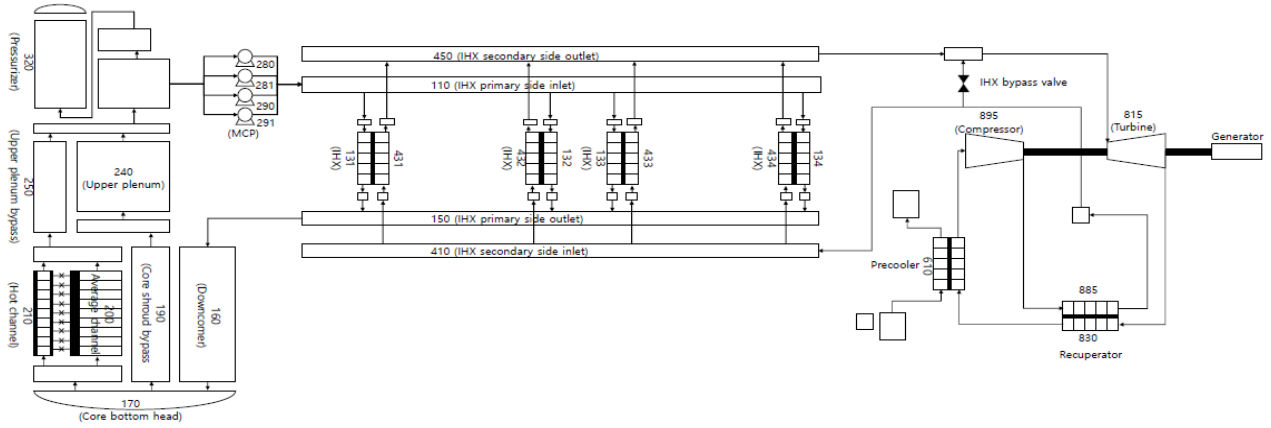 320
(Pressurizer)
280
281
290
291
(MCP)
450 (IHX secondary side outlet)
110 (IHX primary side inlet)
131
(IHX)
431
432
(IHX)
132
133
(IHX)
433
434
(IHX)
134
150 (IHX primary side outlet)
410 (IHX secondary side inlet)
IHX bypass valve
895
(Compressor)
815
(Turbine)
Generator
250
(Upper plenum bypass)
240
(Upper plenum)
210
(Hot channel)
200
Average channel
190
(Core shroud bypass
160
(Downcomer)
170
(Core bottom head)
Precooler
610
885
830
Recuperator